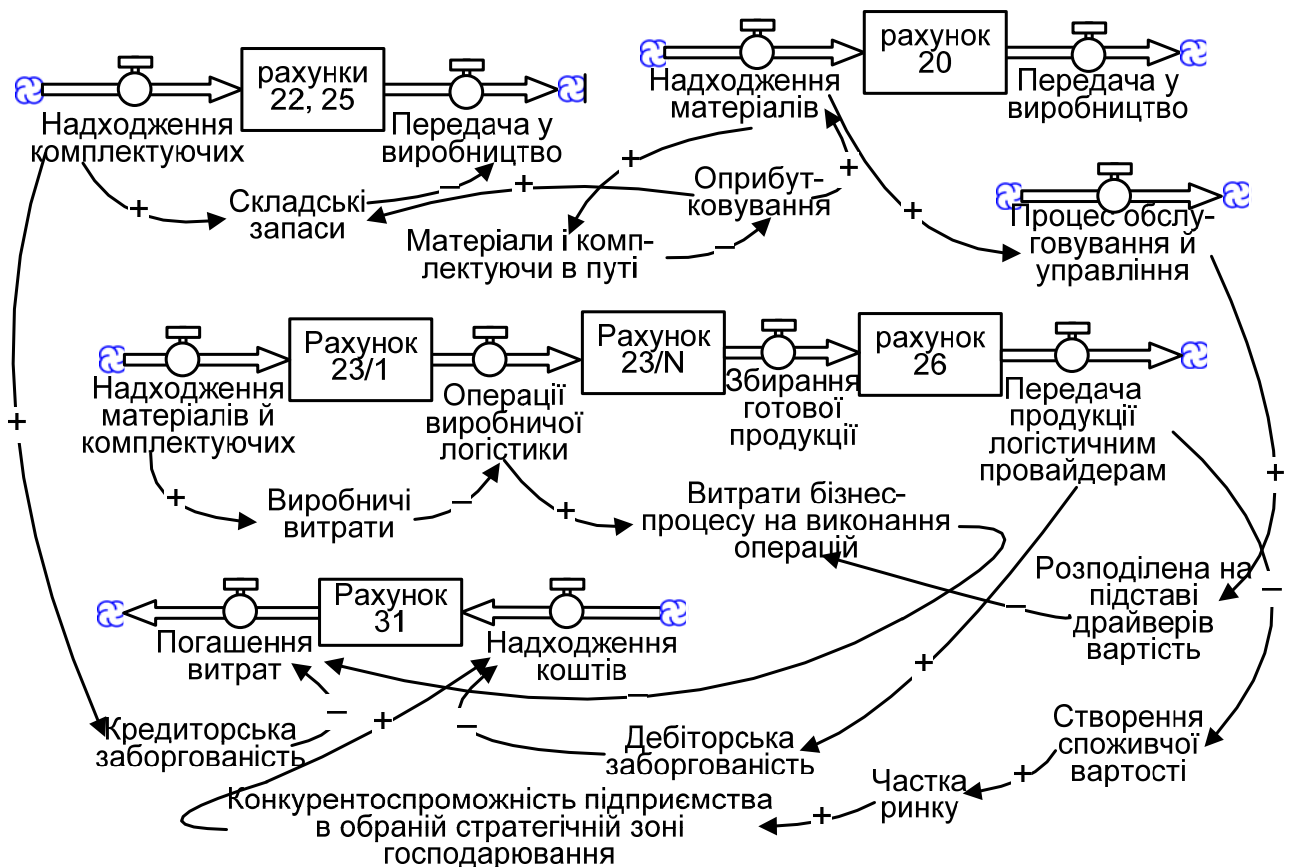 рахунки
22, 25
рахунок
20
Надходження
комплектуючих
Передача у
виробництво
Надходження
матеріалів
Передача у
виробництво
+
+
Складські
запаси
−
+
Оприбут-
ковування
+
+
Матеріали і комп-
лектуючи в путі
−
Процес обслу-
говування й
управління
+
Рахунок
23/1
Рахунок
23/N
рахунок
26
Надходження
матеріалів й
комплектуючих
Операції
виробничої
логістики
Збирання
готової
продукції
Передача
продукції
логістичним
провайдерам
+
+
Виробничі
витрати
−
+
Витрати бізнес-
процесу на виконання
операцій
+
−
Розподілена на
підставі
драйверів
вартість
−
Рахунок
31
Погашення
витрат
Надходження
коштів
−
+
−
+
−
Кредиторська
заборгованість
Дебіторська
заборгованість
Створення
споживчої
вартості
+
Частка
ринку
+
Конкурентоспроможність підприємства
в обраній стратегічній зоні
господарювання